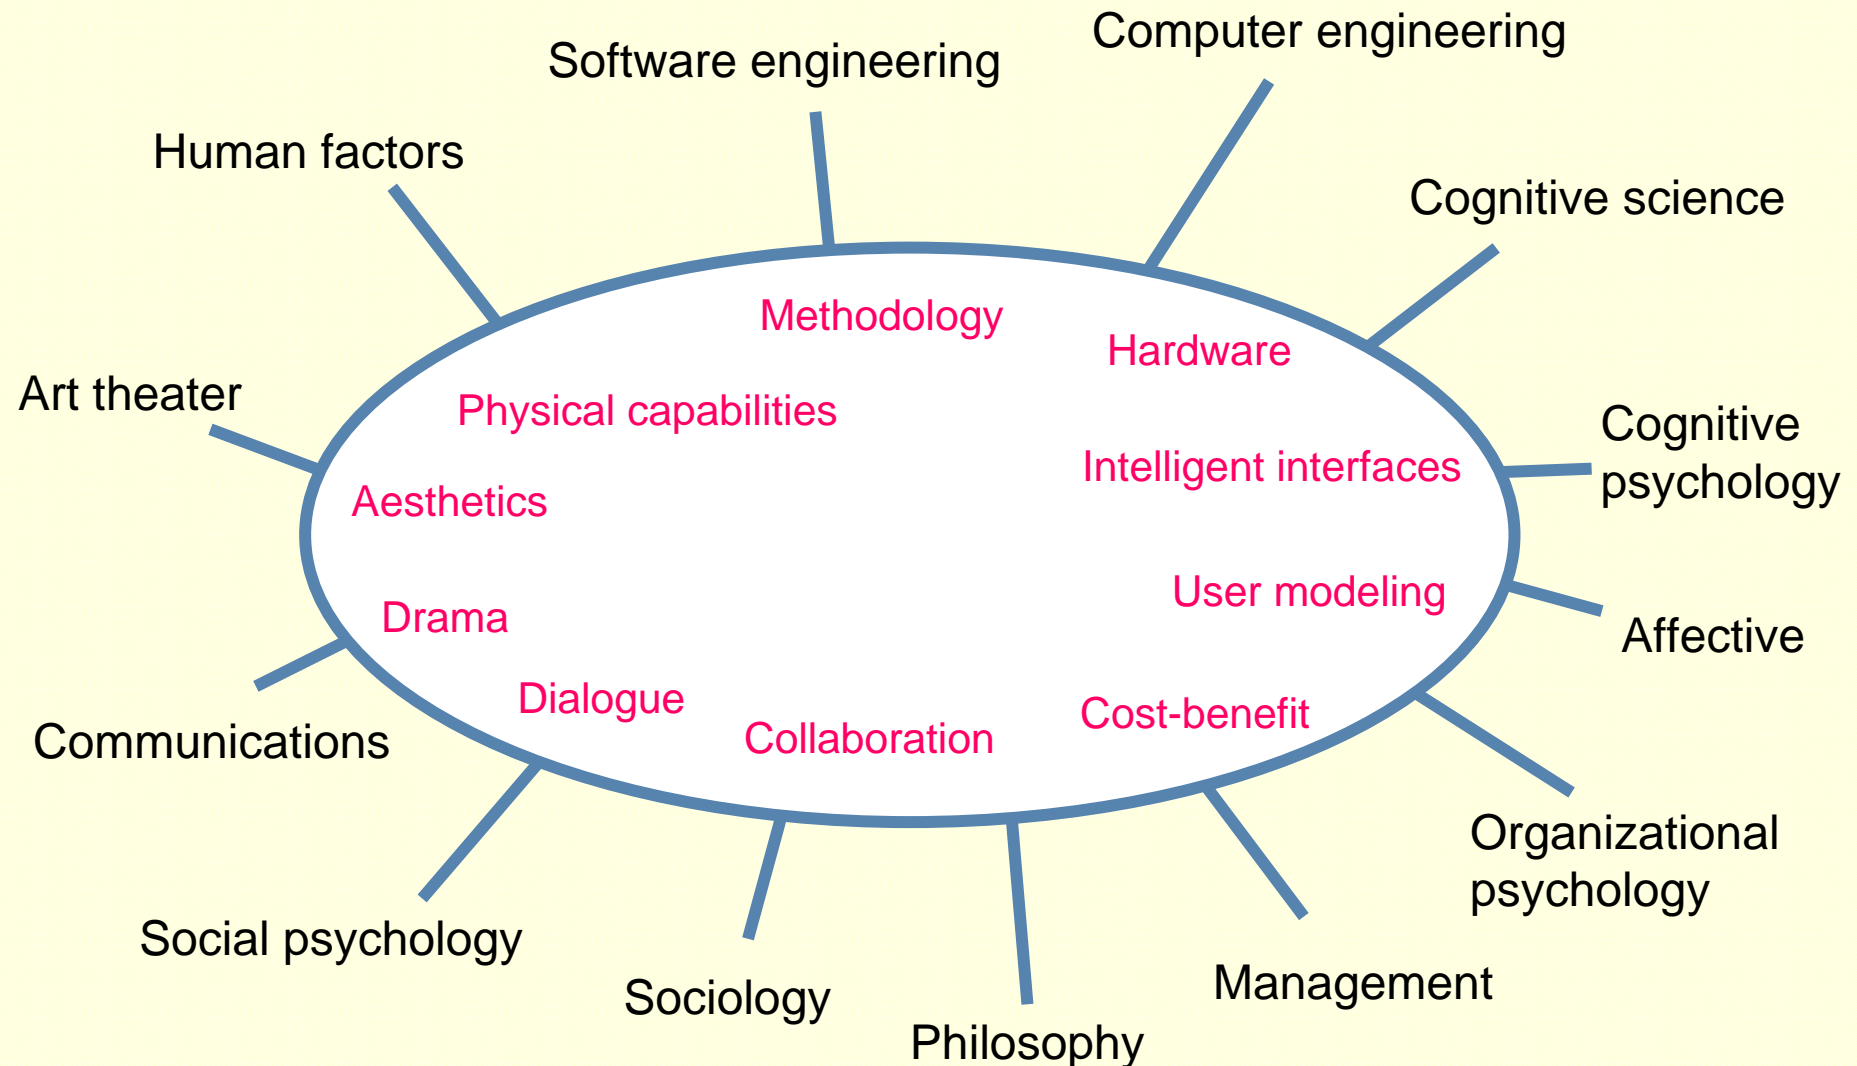 Computer engineering
Software engineering
Human factors
Cognitive science
Methodology
Hardware
Art theater
Physical capabilities
Cognitive
psychology
Intelligent interfaces
Aesthetics
User modeling
Drama
Affective
Dialogue
Cost-benefit
Collaboration
Communications
Organizational
psychology
Social psychology
Management
Sociology
Philosophy